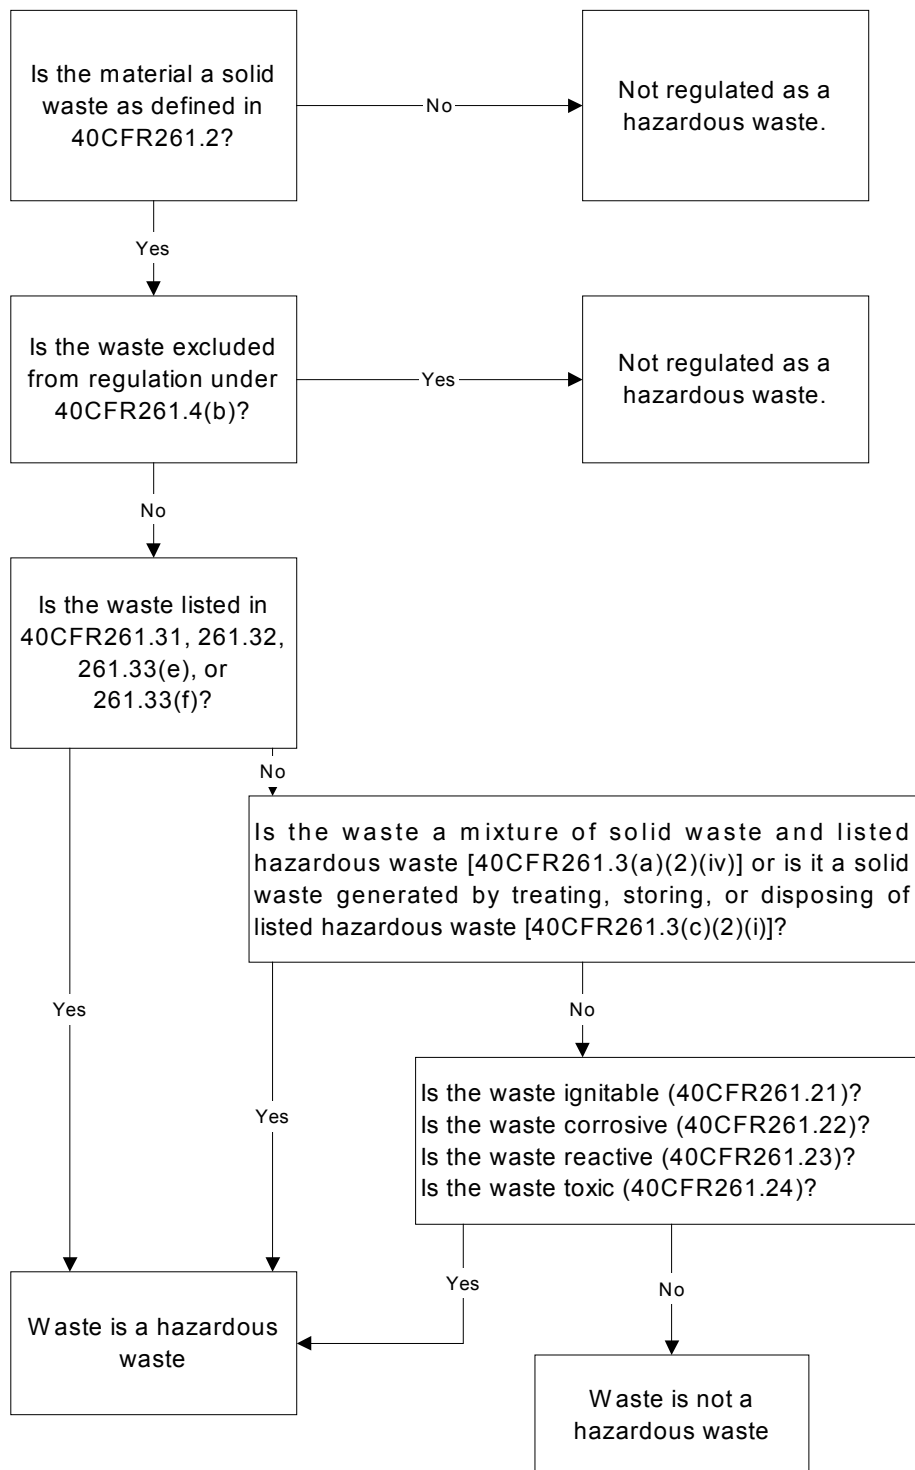 Is the material a solid
waste as defined in
40CFR261.2?
No
Not regulated as a
hazardous waste.
Yes
Is the waste excluded
from regulation under
40CFR261.4(b)?
Yes
Not regulated as a
hazardous waste.
No
Is the waste listed in
40CFR261.31, 261.32,
261.33(e), or
261.33(f)?
No
Is the waste a mixture of solid waste and listed
hazardous waste [40CFR261.3(a)(2)(iv)] or is it a solid
waste generated by treating, storing, or disposing of
listed hazardous waste [40CFR261.3(c)(2)(i)]?
Yes
No
Is the waste ignitable (40CFR261.21)?
Is the waste corrosive (40CFR261.22)?
Is the waste reactive (40CFR261.23)?
Is the waste toxic (40CFR261.24)?
Yes
Yes
No
Waste is a hazardous
waste
Waste is not a
hazardous waste